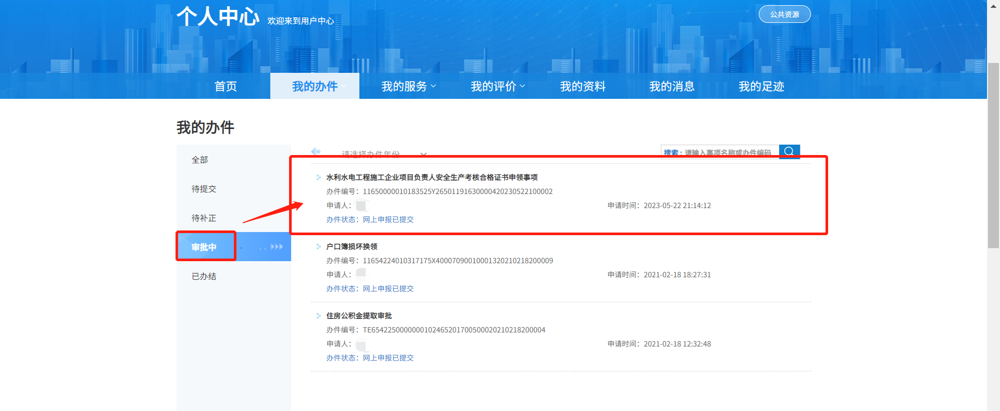 个人中心 欢迎来到用户中心
公共资源
首页 我的办件 我的服务 我的评价 我的资料 我的消息 我的足迹
我的办件
全部
待提交
待补正
审批中
已办结
请选择办件年份
搜索：请输入事项名称或办件编码
水利水电工程施工企业项目负责人安全生产考核合格证书申领事项
办件编号：11650000010183525Y2650119163000420230522100002
申请人： 申请时间：2023-05-22 21:14:12
办件状态：网上申报已提交
户口簿损坏换领
办件编号：11654224010317175X400070900100013202102182​00009
申请人： 申请时间：2021-02-18 18:27:31
办件状态：网上申报已提交
住房公积金提取审批
办件编号：TE65422500000010246520170050002021021820​0004
申请人： 申请时间：2021-02-18 12:32:48
办件状态：网上申报已提交